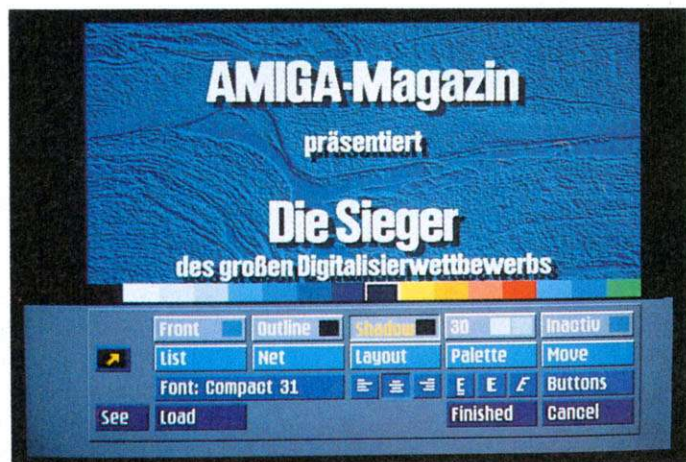 AMIGA-Magazin
präsentiert
Die Sieger
des großen Digitalisierwettbewerbs
Front Outline Shadow 3D Inactiv
List Net Layout Palette Move
Font: Compact 31 E E F Buttons
See Load Finished Cancel